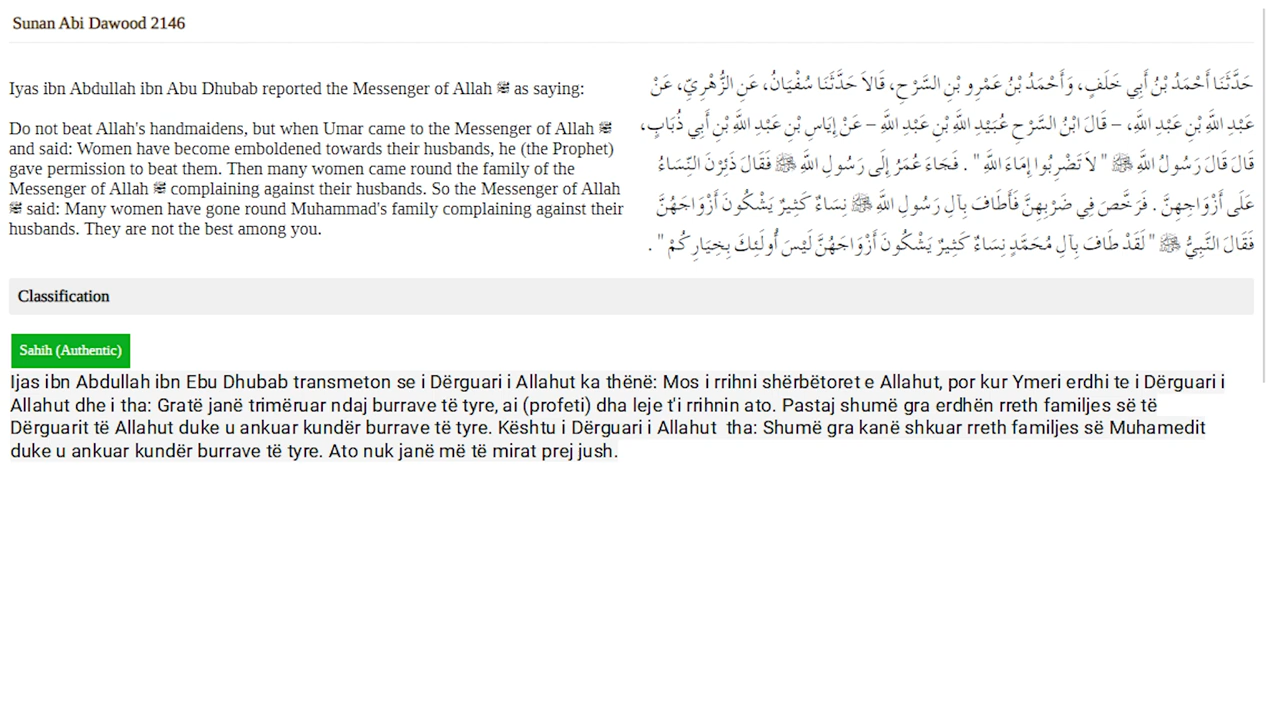 Sunan Abi Dawood 2146
Iyas ibn Abdullah ibn Abu Dhubab reported the Messenger of Allah ﷺ as saying:
Do not beat Allah's handmaidens, but when Umar came to the Messenger of Allah ﷺ
and said: Women have become emboldened towards their husbands, he (the Prophet)
gave permission to beat them. Then many women came round the family of the
Messenger of Allah ﷺ complaining against their husbands. So the Messenger of Allah
ﷺ said: Many women have gone round Muhammad's family complaining against their
husbands. They are not the best among you.
حَدَّثَنَا أَحْمَدُ بْنُ أَبِي خَلَفٍ، وَأَحْمَدُ بْنُ عَمْرِو بْنِ السَّرْحِ، قَالاَ حَدَّثَنَا سُفْيَانُ، عَنِ الزُّهْرِيِّ، عَنْ
عَبْدِ اللَّهِ بْنِ عَبْدِ اللَّهِ، – قَالَ ابْنُ السَّرْحِ عُبَيْدِ اللَّهِ بْنِ عَبْدِ اللَّهِ – عَنْ إِيَاسِ بْنِ عَبْدِ اللَّهِ بْنِ أَبِي ذُبَابٍ،
قَالَ قَالَ رَسُولُ اللَّهِ ﷺ " لاَ تَضْرِبُوا إِمَاءَ اللَّهِ " . فَجَاءَ عُمَرُ إِلَى رَسُولِ اللَّهِ ﷺ فَقَالَ ذَئِرْنَ النِّسَاءُ
عَلَى أَزْوَاجِهِنَّ . فَرَخَّصَ فِي ضَرْبِهِنَّ فَأَطَافَ بِآلِ رَسُولِ اللَّهِ ﷺ نِسَاءٌ كَثِيرٌ يَشْكُونَ أَزْوَاجَهُنَّ
فَقَالَ النَّبِيُّ ﷺ " لَقَدْ طَافَ بِآلِ مُحَمَّدٍ نِسَاءٌ كَثِيرٌ يَشْكُونَ أَزْوَاجَهُنَّ لَيْسَ أُولَئِكَ بِخِيَارِكُمْ " .
Classification
Sahih (Authentic)
Ijas ibn Abdullah ibn Ebu Dhubab transmeton se i Dërguari i Allahut ka thënë: Mos i rrihni shërbëtoret e Allahut, por kur Ymeri erdhi te i Dërguari i
Allahut dhe i tha: Gratë janë trimëruar ndaj burrave të tyre, ai (profeti) dha leje t'i rrihnin ato. Pastaj shumë gra erdhën rreth familjes së të
Dërguarit të Allahut duke u ankuar kundër burrave të tyre. Kështu i Dërguari i Allahut  tha: Shumë gra kanë shkuar rreth familjes së Muhamedit
duke u ankuar kundër burrave të tyre. Ato nuk janë më të mirat prej jush.